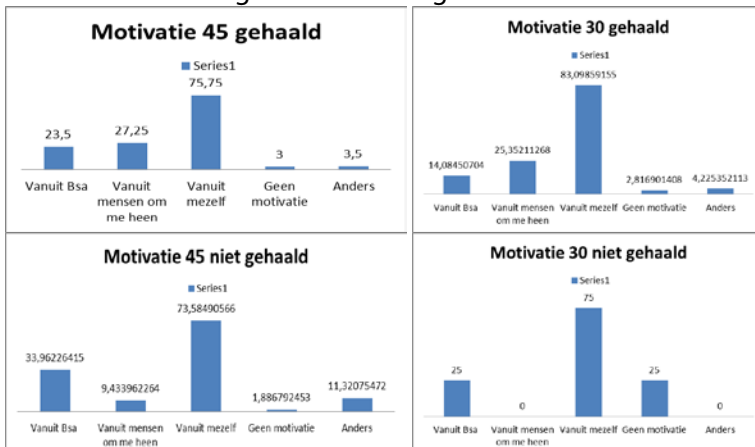 Motivatie 45 gehaald
Series1
75,75
23,5
27,25
3
3,5
Vanuit Bsa
Vanuit mensen om me heen
Vanuit mezelf
Geen motivatie
Anders
Motivatie 30 gehaald
83,09859155
14,08450704
25,35211268
2,816901408
4,225352113
Vanuit Bsa
Vanuit mensen om me heen
Vanuit mezelf
Geen motivatie
Anders
Motivatie 45 niet gehaald
Series1
73,58490566
33,96226415
9,433962264
1,886792453
11,32075472
Vanuit Bsa
Vanuit mensen om me heen
Vanuit mezelf
Geen motivatie
Anders
Motivatie 30 niet gehaald
Series1
75
25
0
25
0
Vanuit Bsa
Vanuit mensen om me heen
Vanuit mezelf
Geen motivatie
Anders